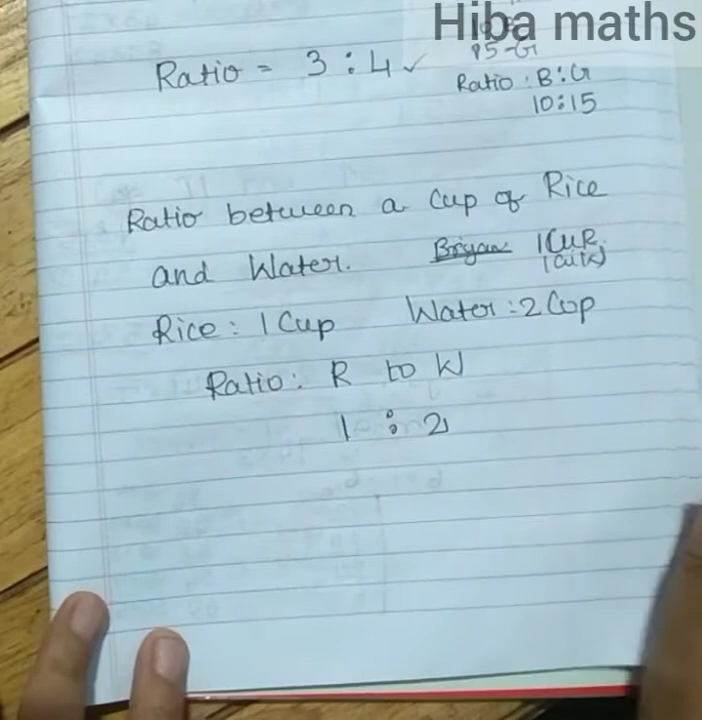 Hiba maths
15-G
Ratio = 3 : 4 ✓
Ratio : B:G
10:15
Ratio between a Cup of Rice
and Water.
Rice : 1 Cup Water : 2 Cup
Ratio : R to W
1 : 2